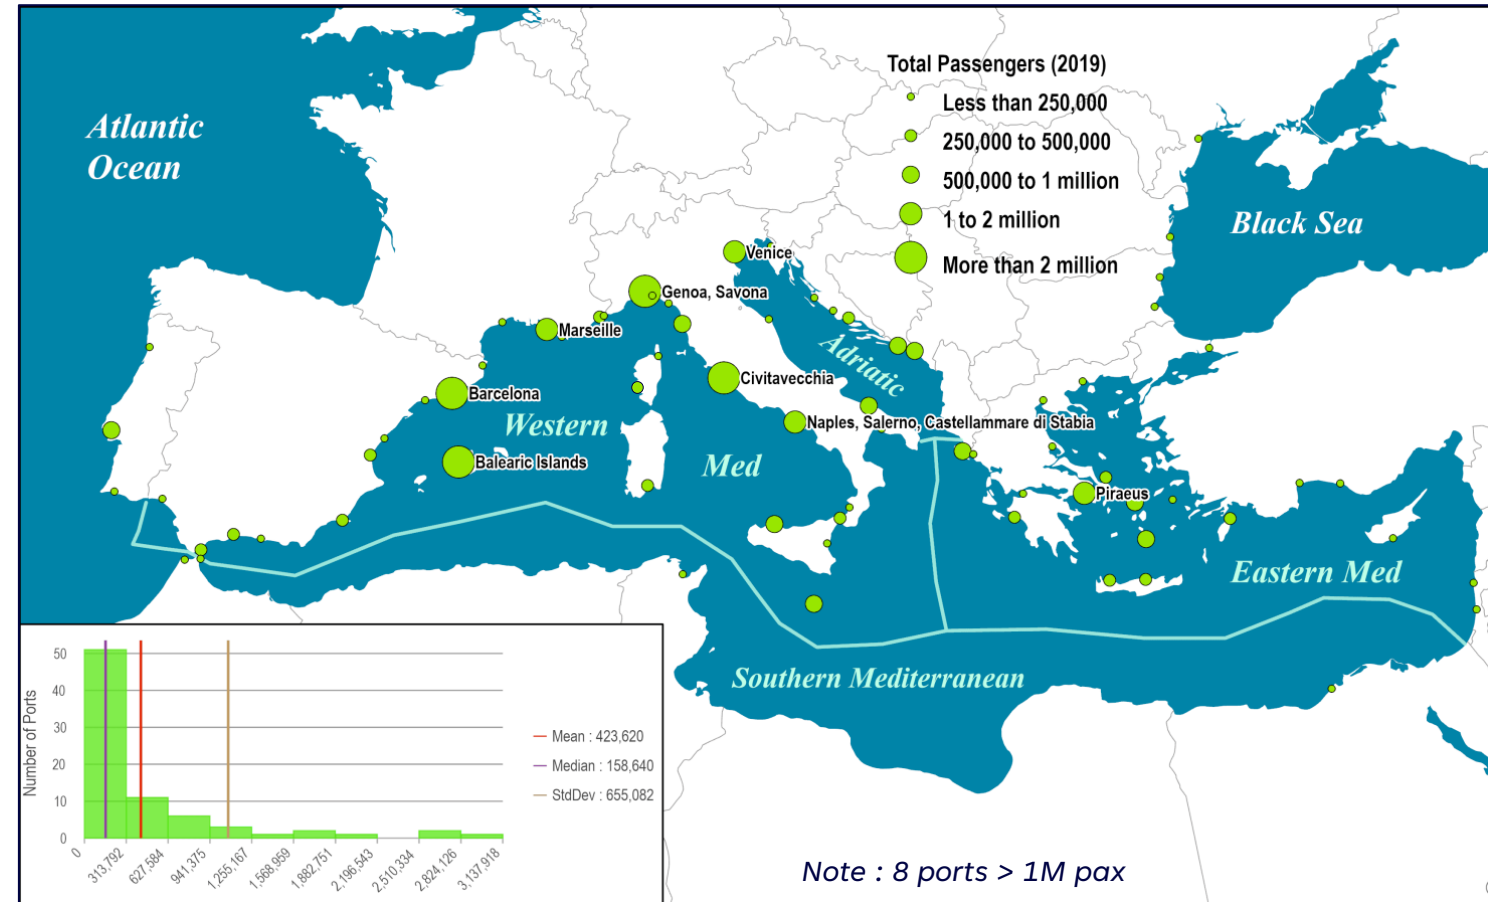 Total Passengers (2019)
Less than 250,000
250,000 to 500,000
500,000 to 1 million
1 to 2 million
More than 2 million
Atlantic
Ocean
Black Sea
Venice
Genoa, Savona
Marseille
Adriatic
Civitavecchia
Barcelona
Western
Naples, Salerno, Castellammare di Stabia
Balearic Islands
Med
Piraeus
Eastern Med
Southern Mediterranean
Number of Ports
50
40
30
20
10
0
0
313,792
627,584
941,375
1,255,167
1,568,959
1,882,751
2,196,543
2,510,334
2,824,126
3,137,918
Mean : 423,620
Median : 158,640
StdDev : 655,082
Note : 8 ports > 1M pax